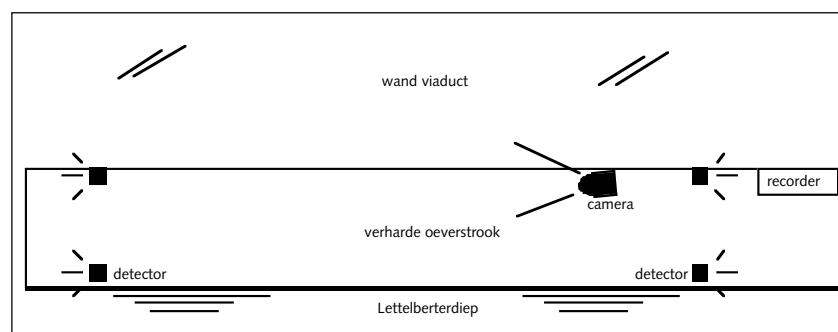 wand viaduct
recorder
camera
verharde oeverstrook
detector
detector
Lettelberterdiep